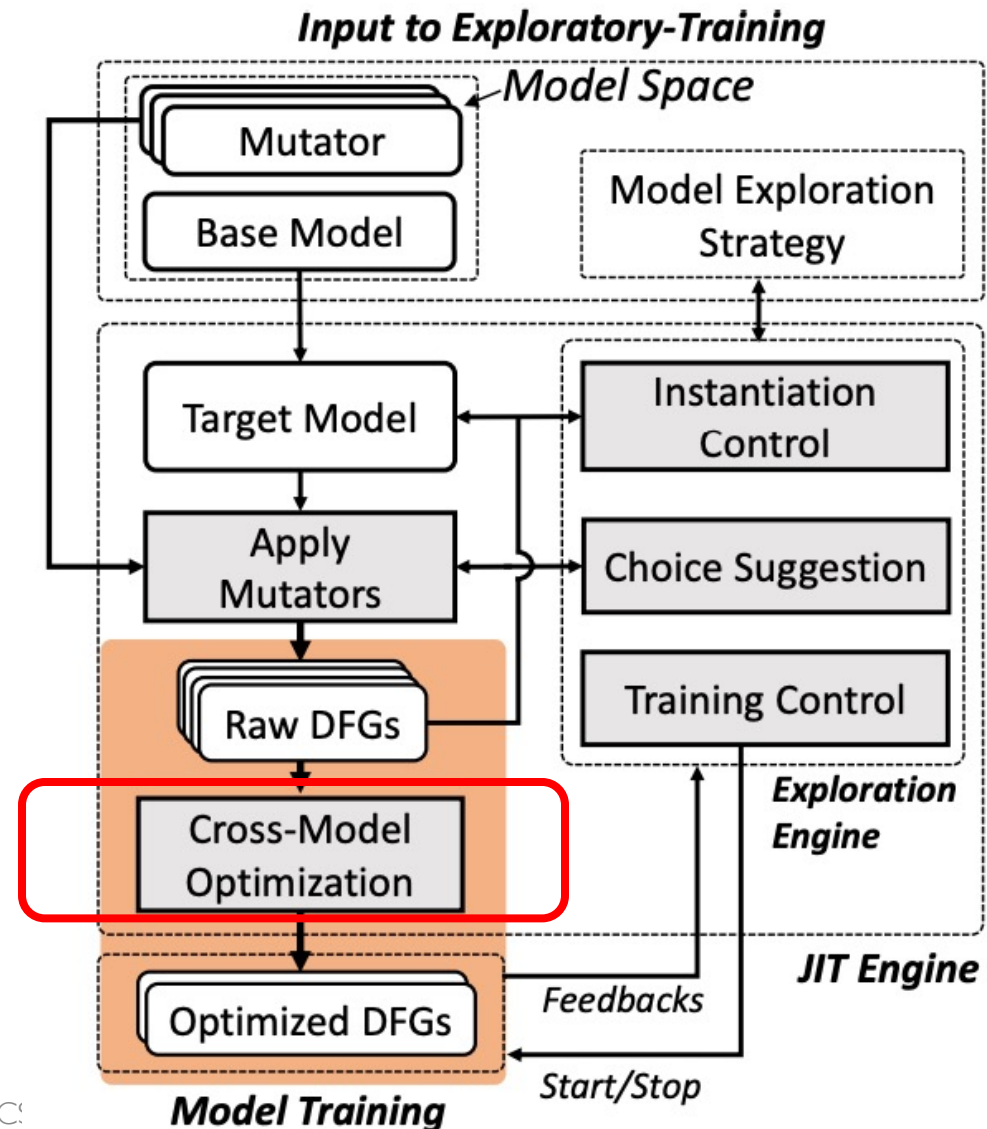 Input to Exploratory-Training
Model Space
Mutator
Base Model
Model Exploration
Strategy
Target Model
Instantiation
Control
Apply
Mutators
Choice Suggestion
Raw DFGs
Training Control
Exploration
Engine
Cross-Model
Optimization
JIT Engine
Feedbacks
Optimized DFGs
Start/Stop
Model Training